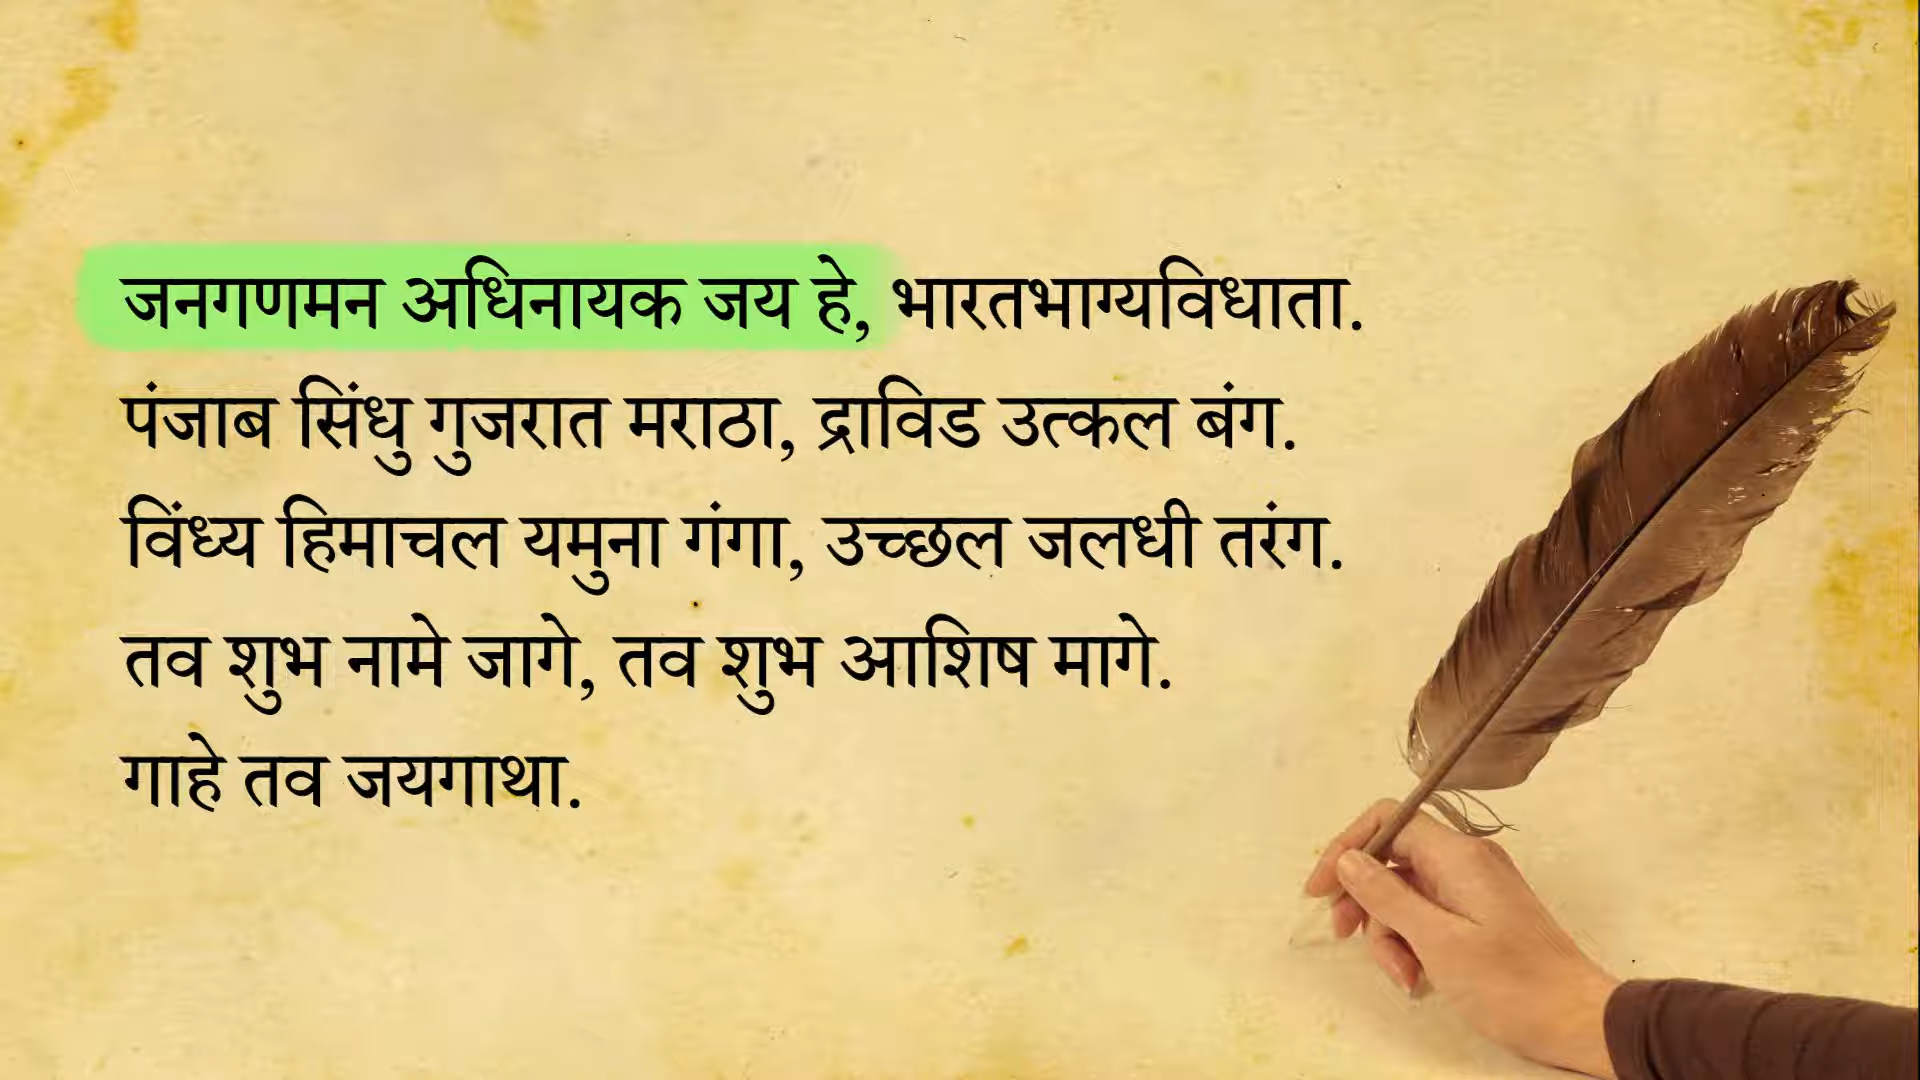 जनगणमन अधिनायक जय हे, भारतभाग्यविधाता.
पंजाब सिंधु गुजरात मराठा, द्राविड उत्कल बंग.
विंध्य हिमाचल यमुना गंगा, उच्छल जलधी तरंग.
तव शुभ नामे जागे, तव शुभ आशिष मागे.
गाहे तव जयगाथा.